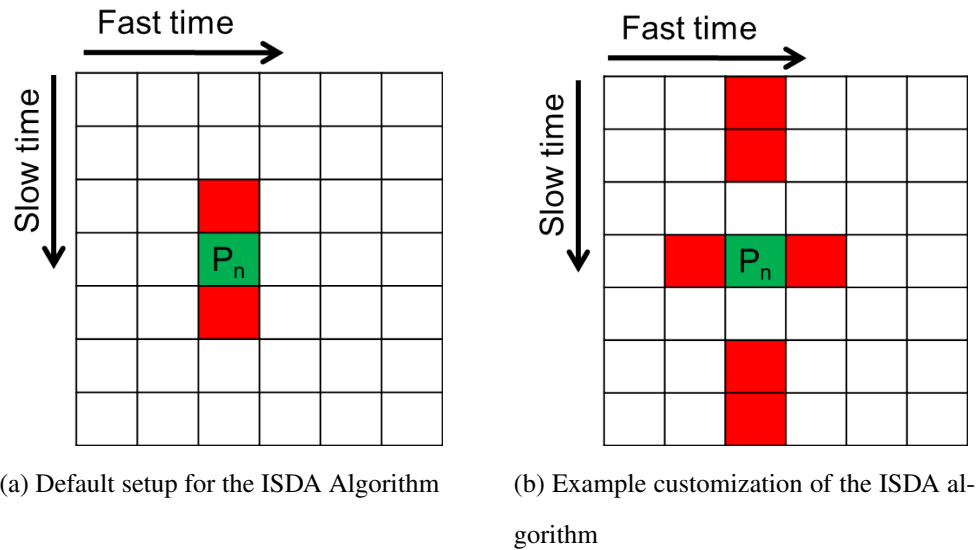 Fast time
Slow time
Pn
(a) Default setup for the ISDA Algorithm
Fast time
Slow time
Pn
(b) Example customization of the ISDA al-
gorithm